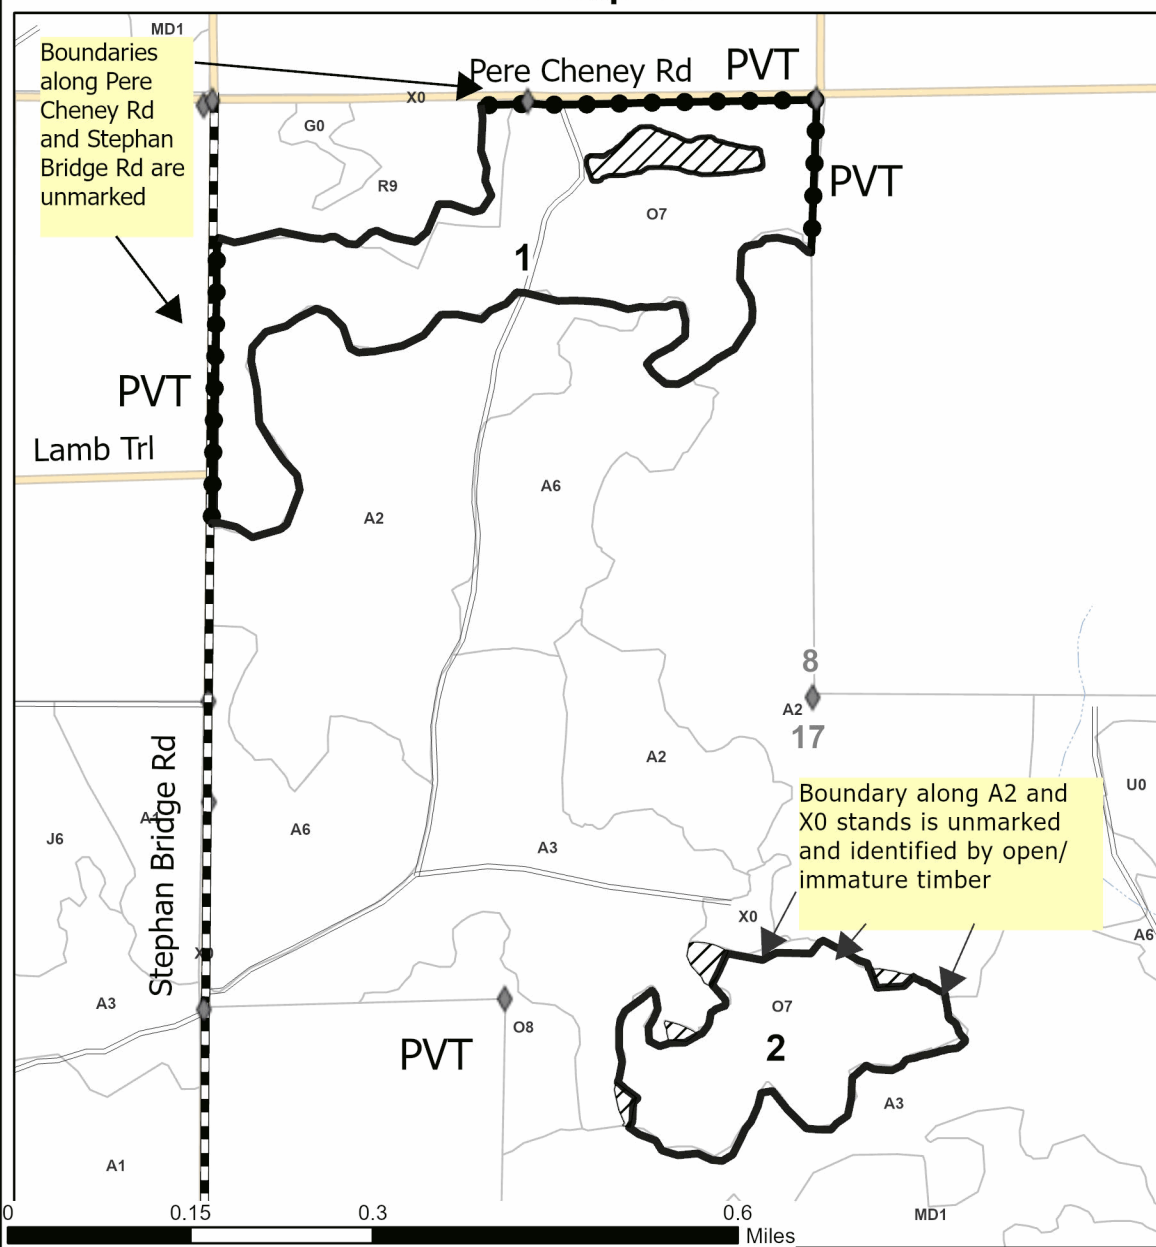 MD1
Boundaries
along Pere
Cheney Rd
and Stephan
Bridge Rd are
unmarked
Pere Cheney Rd
PVT
X0
G0
R9
PVT
O7
1
PVT
Lamb Trl
A6
A2
8
A2
17
A2
Stephan Bridge Rd
J6
A6
A3
U0
Boundary along A2 and
X0 stands is unmarked
and identified by open/
immature timber
X0
A6
A3
O7
O8
PVT
2
A3
A1
MD1
0
0.15
0.3
0.6
Miles